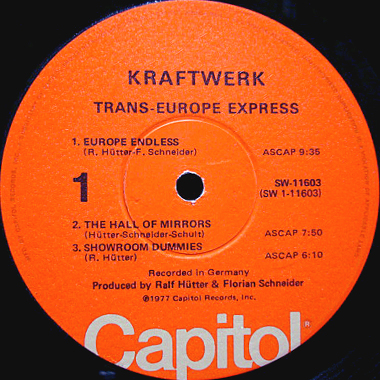 KRAFTWERK
TRANS-EUROPE EXPRESS
1. EUROPE ENDLESS
(R. Hütter-F. Schneider) ASCAP 9:35
1
SW-11603
(SW 1-11603)
2. THE HALL OF MIRRORS
(Hütter-Schneider-Schult) ASCAP 7:50
3. SHOWROOM DUMMIES
(R. Hütter) ASCAP 6:10
Recorded in Germany
Produced by Ralf Hütter & Florian Schneider
℗1977 Capitol Records, Inc.
Capitol®